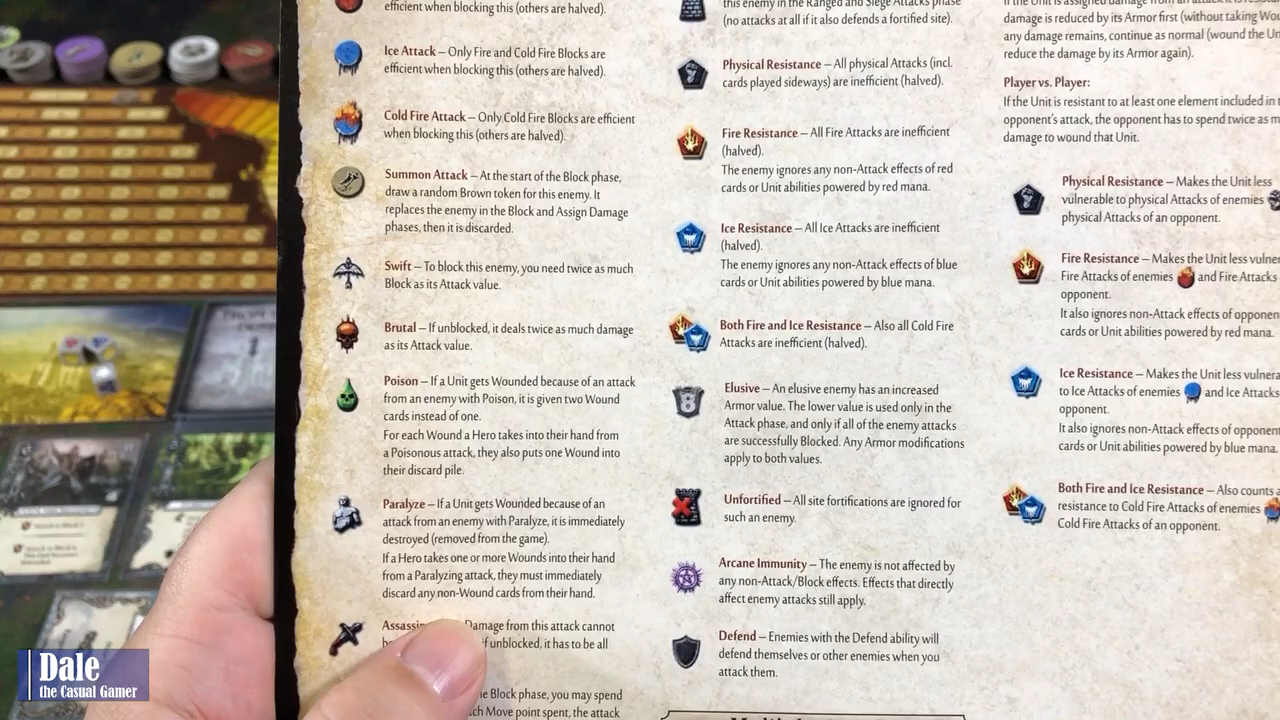 efficient when blocking this (others are halved).
Ice Attack – Only Fire and Cold Fire Blocks are
efficient when blocking this (others are halved).
Cold Fire Attack – Only Cold Fire Blocks are efficient
when blocking this (others are halved).
Summon Attack – At the start of the Block phase,
draw a random Brown token for this enemy. It
replaces the enemy in the Block and Assign Damage
phases, then it is discarded.
Swift – To block this enemy, you need twice as much
Block as its Attack value.
Brutal – If unblocked, it deals twice as much damage
as its Attack value.
Poison – If a Unit gets Wounded because of an attack
from an enemy with Poison, it is given two Wound
cards instead of one.
For each Wound a Hero takes into their hand from
a Poisonous attack, they also puts one Wound into
their discard pile.
Paralyze – If a Unit gets Wounded because of an
attack from an enemy with Paralyze, it is immediately
destroyed (removed from the game).
If a Hero takes one or more Wounds into their hand
from a Paralyzing attack, they must immediately
discard any non-Wound cards from their hand.
Damage from this attack cannot
if unblocked, it has to be all
Block phase, you may spend
Move point spent, the attack
this enemy in the Ranged and Siege Attacks phase
(no attacks at all if it also defends a fortified site).
Physical Resistance – All physical Attacks (incl.
cards played sideways) are inefficient (halved).
Fire Resistance – All Fire Attacks are inefficient
(halved).
The enemy ignores any non-Attack effects of red
cards or Unit abilities powered by red mana.
Ice Resistance – All Ice Attacks are inefficient
(halved).
The enemy ignores any non-Attack effects of blue
cards or Unit abilities powered by blue mana.
Both Fire and Ice Resistance – Also all Cold Fire
Attacks are inefficient (halved).
8
Elusive – An elusive enemy has an increased
Armor value. The lower value is used only in the
Attack phase, and only if all of the enemy attacks
are successfully Blocked. Any Armor modifications
apply to both values.
Unfortified – All site fortifications are ignored for
such an enemy.
Arcane Immunity – The enemy is not affected by
any non-Attack/Block effects. Effects that directly
affect enemy attacks still apply.
Defend – Enemies with the Defend ability will
defend themselves or other enemies when you
attack them.
damage is reduced by its Armor first (without taking
any damage remains, continue as normal (wound the
reduce the damage by its Armor again).
Player vs. Player:
If the Unit is resistant to at least one element included in
opponent's attack, the opponent has to spend twice as
damage to wound that Unit.
Physical Resistance – Makes the Unit less
vulnerable to physical Attacks of enemies
physical Attacks of an opponent.
Fire Resistance – Makes the Unit less
Fire Attacks of enemies and Fire Attacks
opponent.
It also ignores non-Attack effects of
cards or Unit abilities powered by red mana.
Ice Resistance – Makes the Unit less
to Ice Attacks of enemies and Ice Attacks
opponent.
It also ignores non-Attack effects of
cards or Unit abilities powered by blue mana.
Both Fire and Ice Resistance – Also counts
resistance to Cold Fire Attacks of enemies
Cold Fire Attacks of an opponent.
Dale
the Casual Gamer